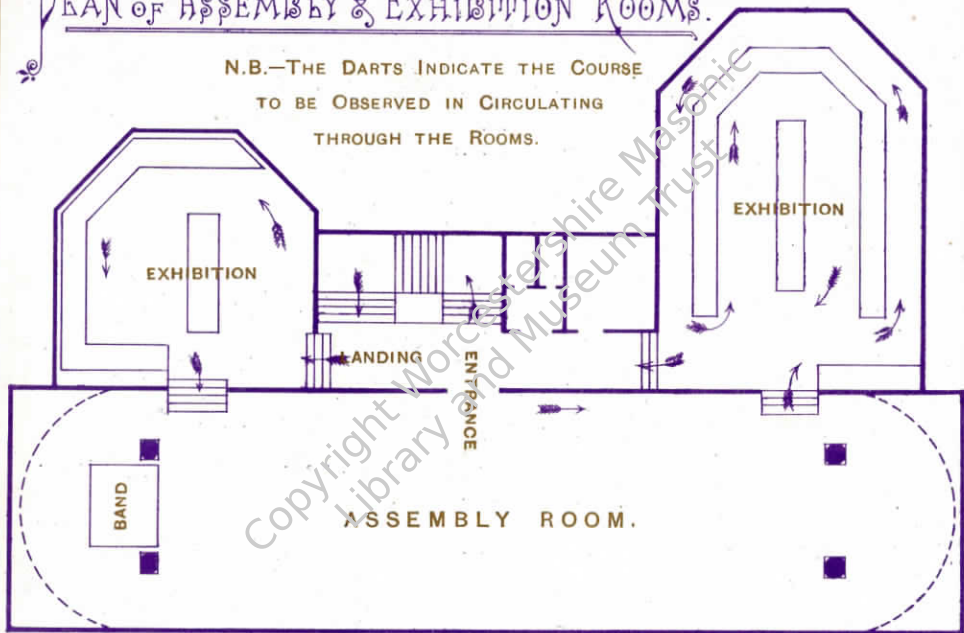 PLAN OF ASSEMBLY & EXHIBITION ROOMS.
N.B.—THE DARTS INDICATE THE COURSE
TO BE OBSERVED IN CIRCULATING
THROUGH THE ROOMS.
EXHIBITION
EXHIBITION
LANDING
ENTRANCE
BAND
ASSEMBLY ROOM.
Copyright Worcestershire Masonic
Library and Museum Trust